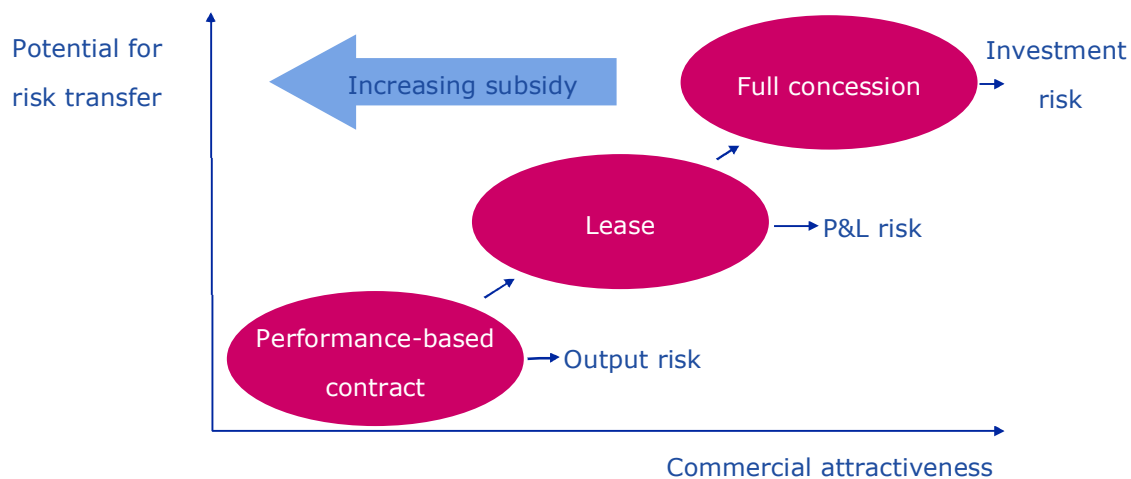 Potential for
risk transfer
Increasing subsidy
Full concession
Investment
risk
Lease
P&L risk
Performance-based
contract
Output risk
Commercial attractiveness